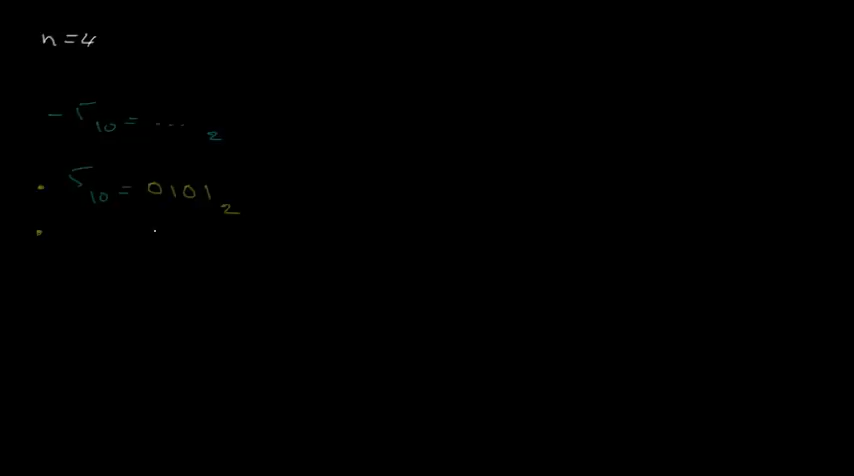 n = 4
- 5₁₀ = ... ₂
• 5₁₀ = 0101₂
•